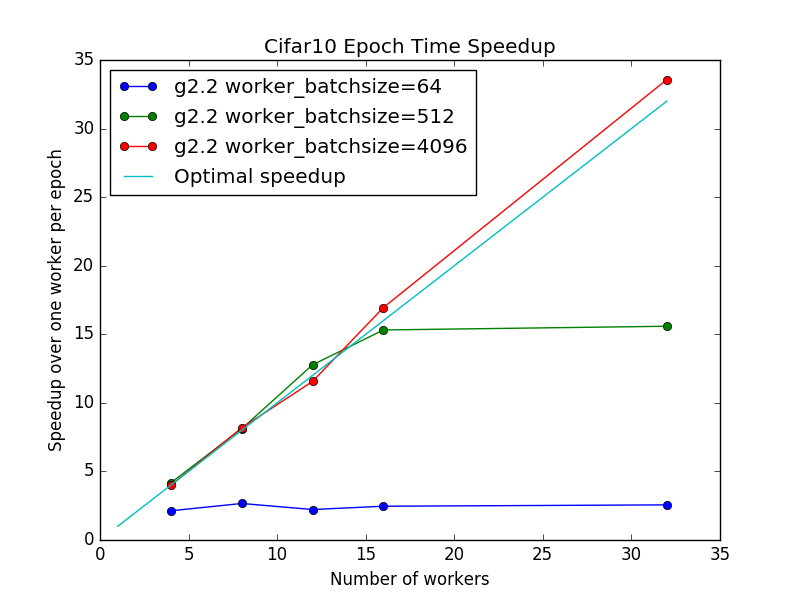 Cifar10 Epoch Time Speedup
g2.2 worker_batchsize=64
g2.2 worker_batchsize=512
g2.2 worker_batchsize=4096
Optimal speedup
Speedup over one worker per epoch
35
30
25
20
15
10
5
0
0 5 10 15 20 25 30 35
Number of workers